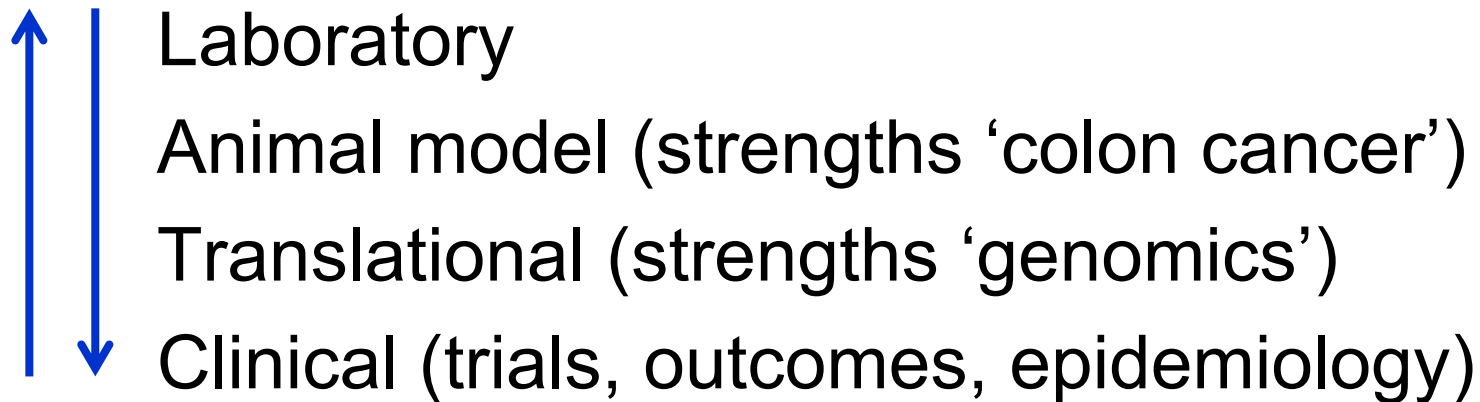 Laboratory
Animal model (strengths ‘colon cancer’)
Translational (strengths ‘genomics’)
Clinical (trials, outcomes, epidemiology)